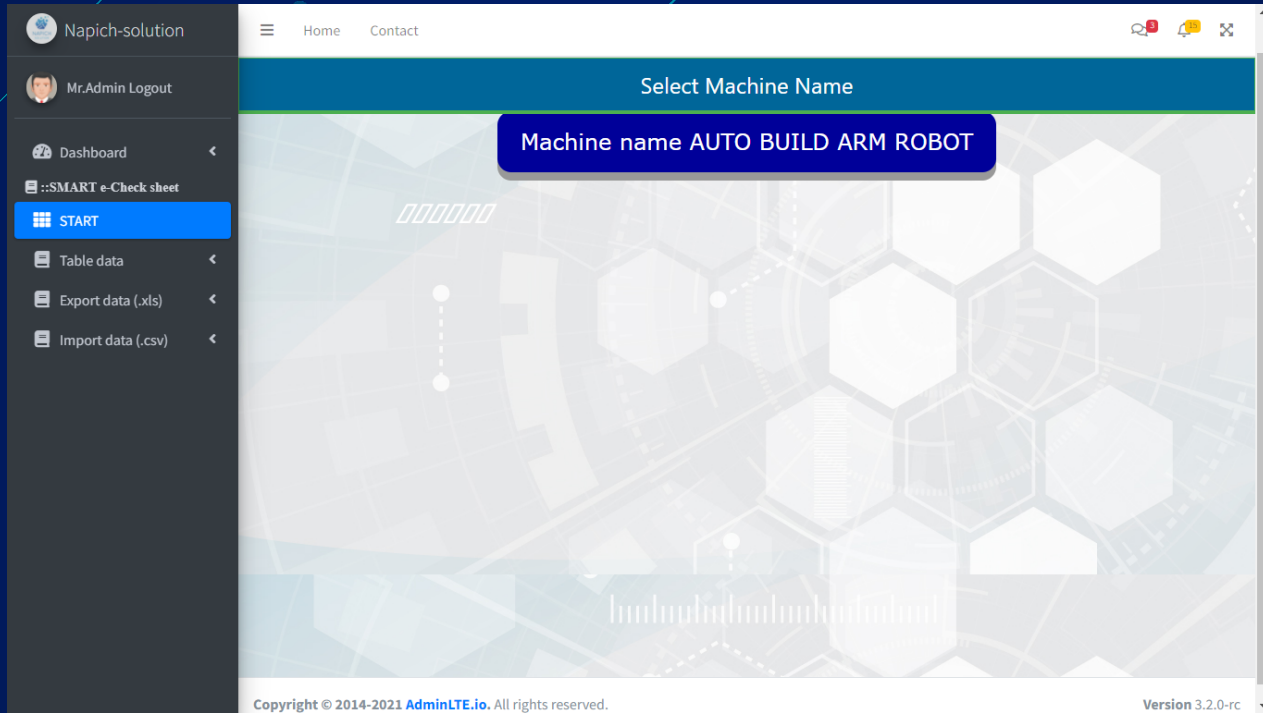 Napich-solution
Home Contact
3
15
Mr.Admin Logout
Select Machine Name
Machine name AUTO BUILD ARM ROBOT
Dashboard
::SMART e-Check sheet
START
Table data
Export data (.xls)
Import data (.csv)
Copyright © 2014-2021 AdminLTE.io. All rights reserved.
Version 3.2.0-rc